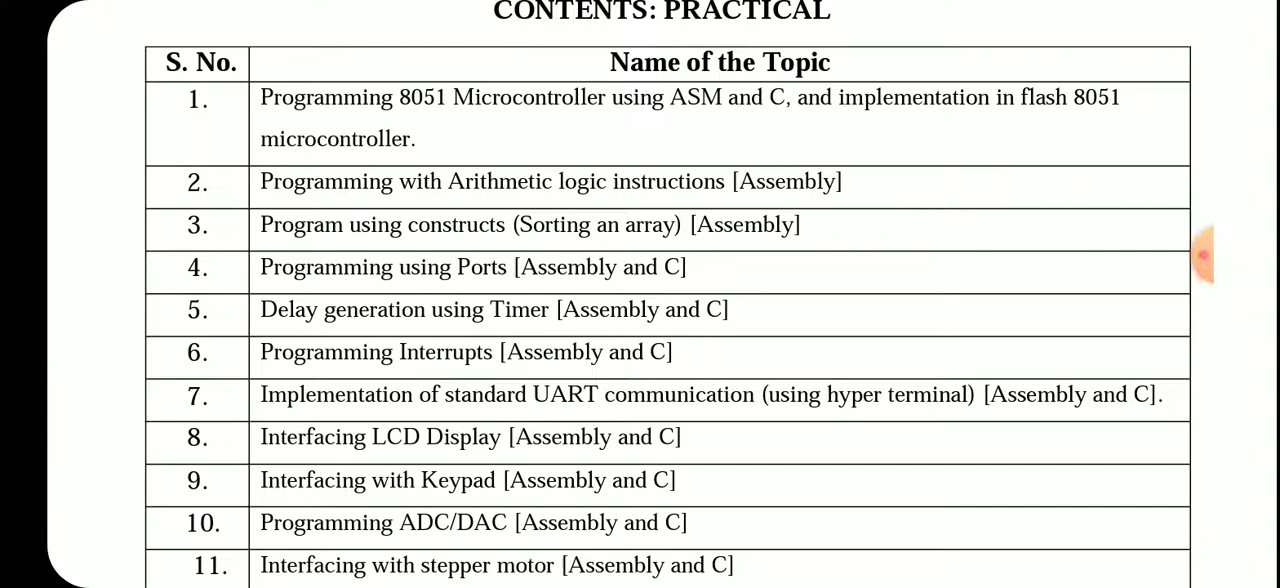 CONTENTS: PRACTICAL
S. No. Name of the Topic
1. Programming 8051 Microcontroller using ASM and C, and implementation in flash 8051
microcontroller.
2. Programming with Arithmetic logic instructions [Assembly]
3. Program using constructs (Sorting an array) [Assembly]
4. Programming using Ports [Assembly and C]
5. Delay generation using Timer [Assembly and C]
6. Programming Interrupts [Assembly and C]
7. Implementation of standard UART communication (using hyper terminal) [Assembly and C].
8. Interfacing LCD Display [Assembly and C]
9. Interfacing with Keypad [Assembly and C]
10. Programming ADC/DAC [Assembly and C]
11. Interfacing with stepper motor [Assembly and C]